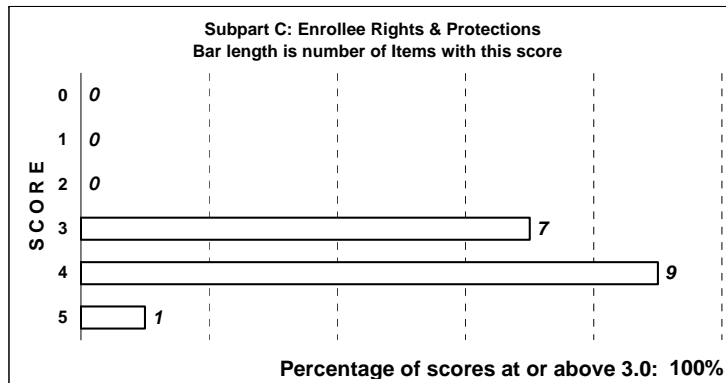 Subpart C: Enrollee Rights & Protections
Bar length is number of Items with this score
SCORE
0 0
1 0
2 0
3 7
4 9
5 1
Percentage of scores at or above 3.0: 100%